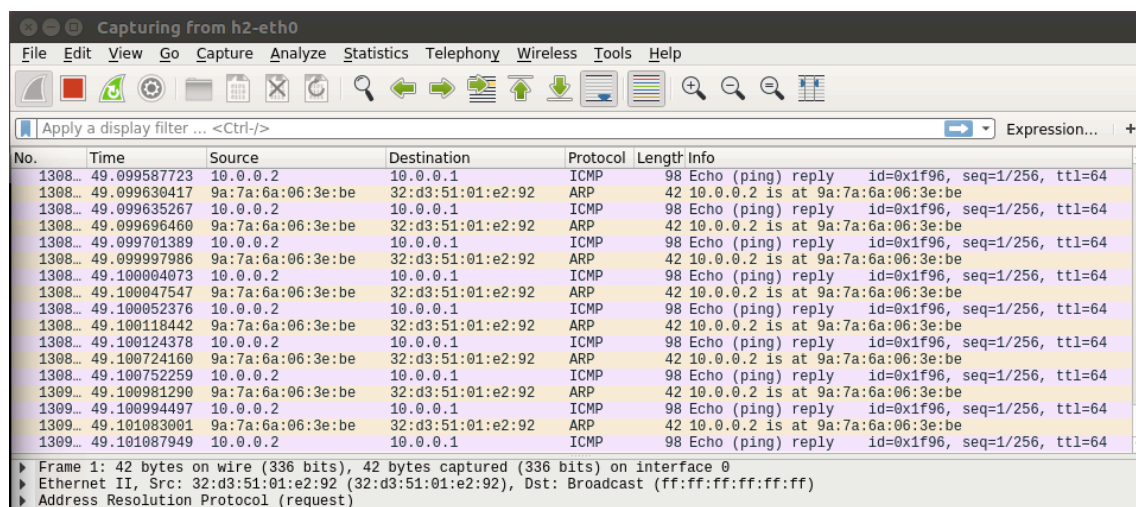 Capturing from h2-eth0
File Edit View Go Capture Analyze Statistics Telephony Wireless Tools Help
Apply a display filter ... <Ctrl-/> Expression... +
No. Time Source Destination Protocol Length Info
1308… 49.099587723 10.0.0.2 10.0.0.1 ICMP 98 Echo (ping) reply id=0x1f96, seq=1/256, ttl=64
1308… 49.099630417 9a:7a:6a:06:3e:be 32:d3:51:01:e2:92 ARP 42 10.0.0.2 is at 9a:7a:6a:06:3e:be
1308… 49.099635267 10.0.0.2 10.0.0.1 ICMP 98 Echo (ping) reply id=0x1f96, seq=1/256, ttl=64
1308… 49.099696460 9a:7a:6a:06:3e:be 32:d3:51:01:e2:92 ARP 42 10.0.0.2 is at 9a:7a:6a:06:3e:be
1308… 49.099701389 10.0.0.2 10.0.0.1 ICMP 98 Echo (ping) reply id=0x1f96, seq=1/256, ttl=64
1308… 49.099997986 9a:7a:6a:06:3e:be 32:d3:51:01:e2:92 ARP 42 10.0.0.2 is at 9a:7a:6a:06:3e:be
1308… 49.100004073 10.0.0.2 10.0.0.1 ICMP 98 Echo (ping) reply id=0x1f96, seq=1/256, ttl=64
1308… 49.100047547 9a:7a:6a:06:3e:be 32:d3:51:01:e2:92 ARP 42 10.0.0.2 is at 9a:7a:6a:06:3e:be
1308… 49.100052376 10.0.0.2 10.0.0.1 ICMP 98 Echo (ping) reply id=0x1f96, seq=1/256, ttl=64
1308… 49.100118442 9a:7a:6a:06:3e:be 32:d3:51:01:e2:92 ARP 42 10.0.0.2 is at 9a:7a:6a:06:3e:be
1308… 49.100124378 10.0.0.2 10.0.0.1 ICMP 98 Echo (ping) reply id=0x1f96, seq=1/256, ttl=64
1308… 49.100724160 9a:7a:6a:06:3e:be 32:d3:51:01:e2:92 ARP 42 10.0.0.2 is at 9a:7a:6a:06:3e:be
1308… 49.100752259 10.0.0.2 10.0.0.1 ICMP 98 Echo (ping) reply id=0x1f96, seq=1/256, ttl=64
1309… 49.100981290 9a:7a:6a:06:3e:be 32:d3:51:01:e2:92 ARP 42 10.0.0.2 is at 9a:7a:6a:06:3e:be
1309… 49.100994497 10.0.0.2 10.0.0.1 ICMP 98 Echo (ping) reply id=0x1f96, seq=1/256, ttl=64
1309… 49.101083001 9a:7a:6a:06:3e:be 32:d3:51:01:e2:92 ARP 42 10.0.0.2 is at 9a:7a:6a:06:3e:be
1309… 49.101087949 10.0.0.2 10.0.0.1 ICMP 98 Echo (ping) reply id=0x1f96, seq=1/256, ttl=64
Frame 1: 42 bytes on wire (336 bits), 42 bytes captured (336 bits) on interface 0
Ethernet II, Src: 32:d3:51:01:e2:92 (32:d3:51:01:e2:92), Dst: Broadcast (ff:ff:ff:ff:ff:ff)
Address Resolution Protocol (request)